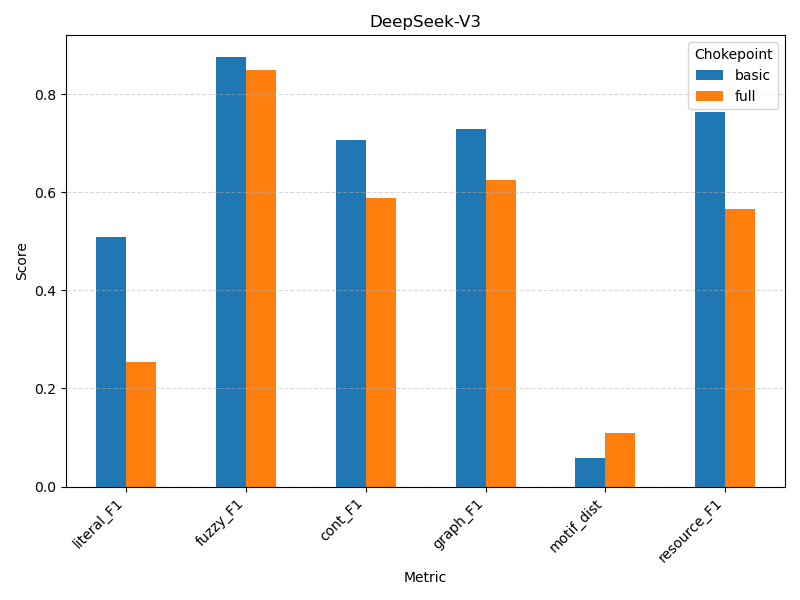 DeepSeek-V3
Chokepoint
basic
full
Score
0.8
0.6
0.4
0.2
0.0
literal_F1
fuzzy_F1
cont_F1
graph_F1
motif_dist
resource_F1
Metric